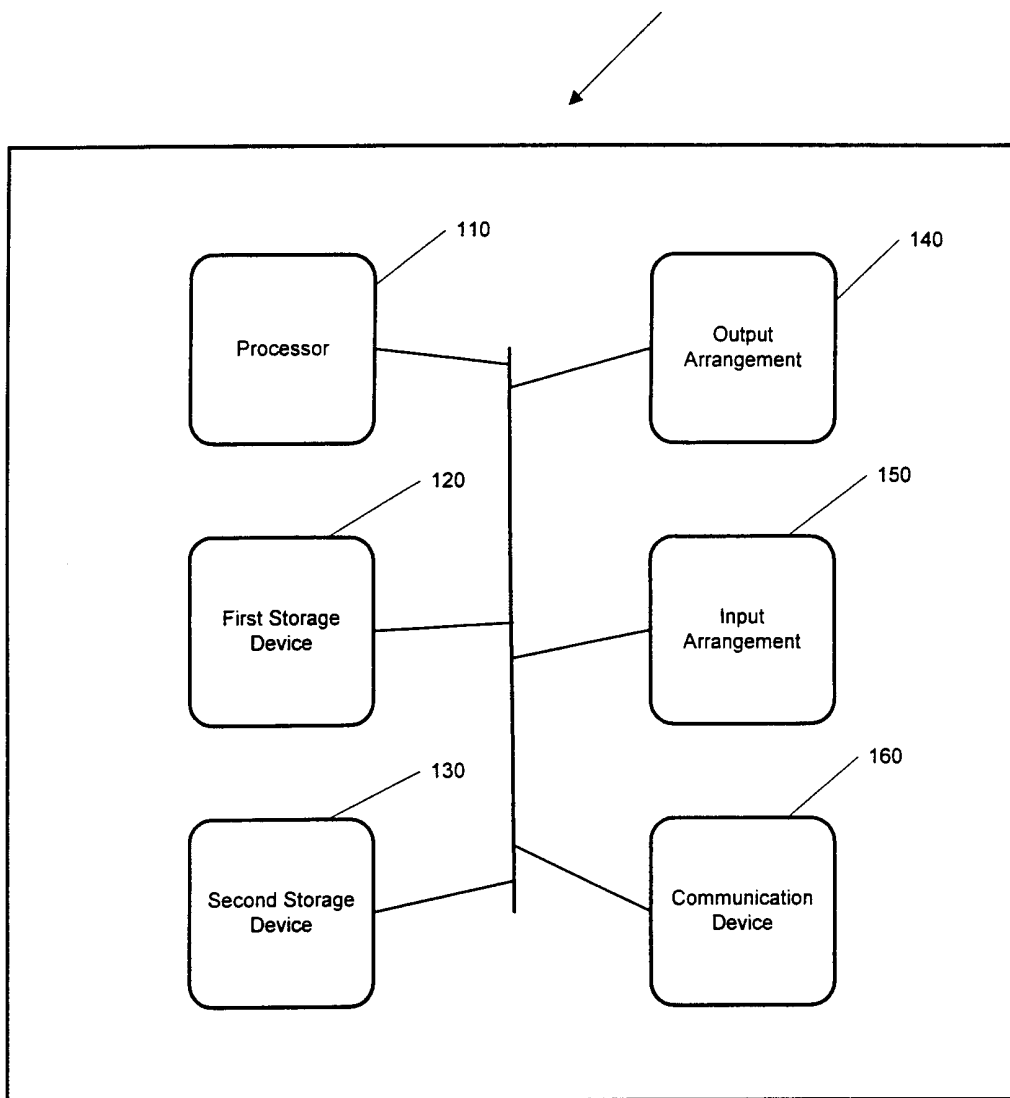 110
Processor
140
Output
Arrangement
120
First Storage
Device
150
Input
Arrangement
130
Second Storage
Device
160
Communication
Device